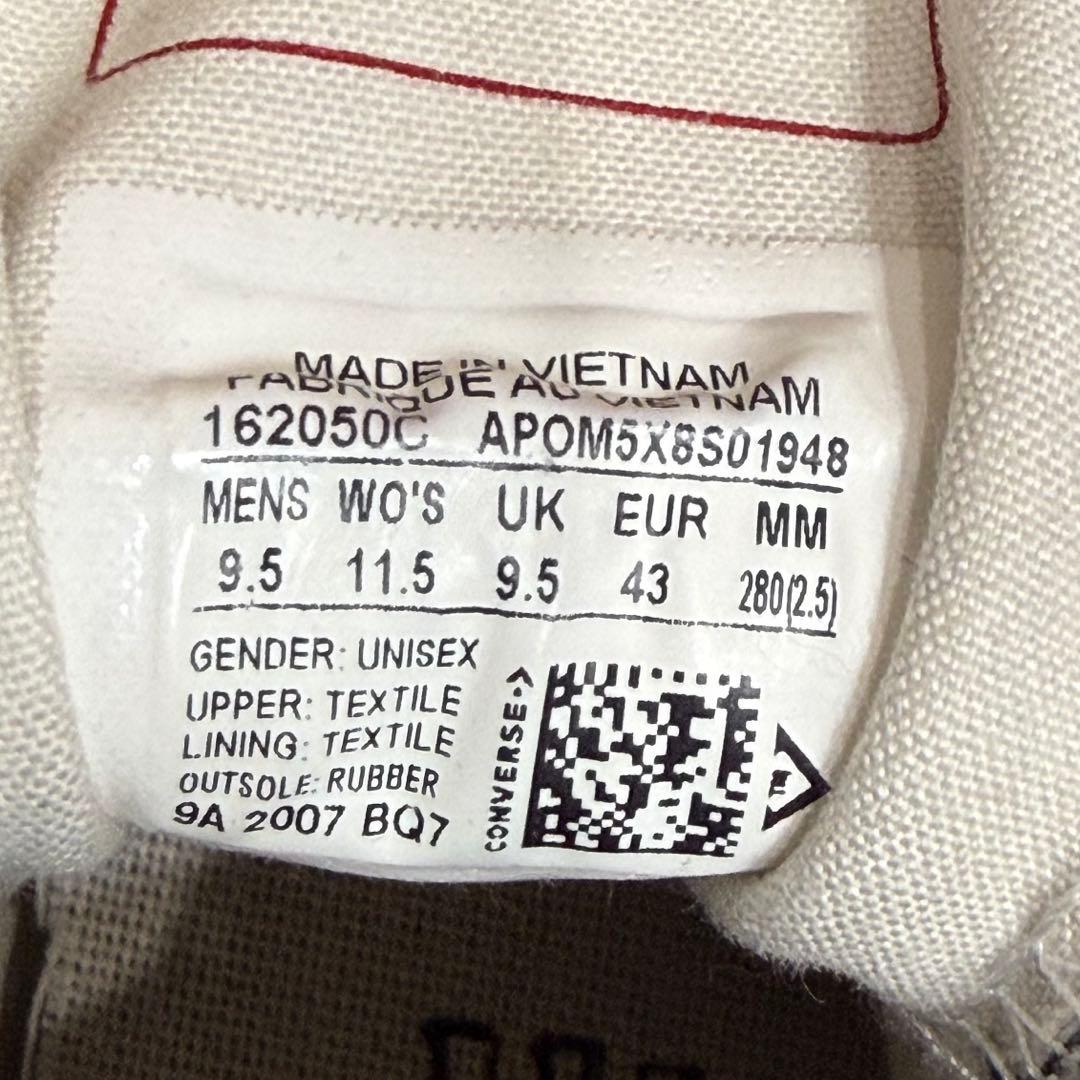 MADE IN VIETNAM
FABRIQUE AU VIETNAM
162050C APOM5X8S01948
MENS WO'S UK EUR MM
9.5 11.5 9.5 43 280(2.5)
GENDER: UNISEX
UPPER: TEXTILE
LINING: TEXTILE
OUTSOLE: RUBBER
9A 2007 BQ7
CONVERSE->
TM